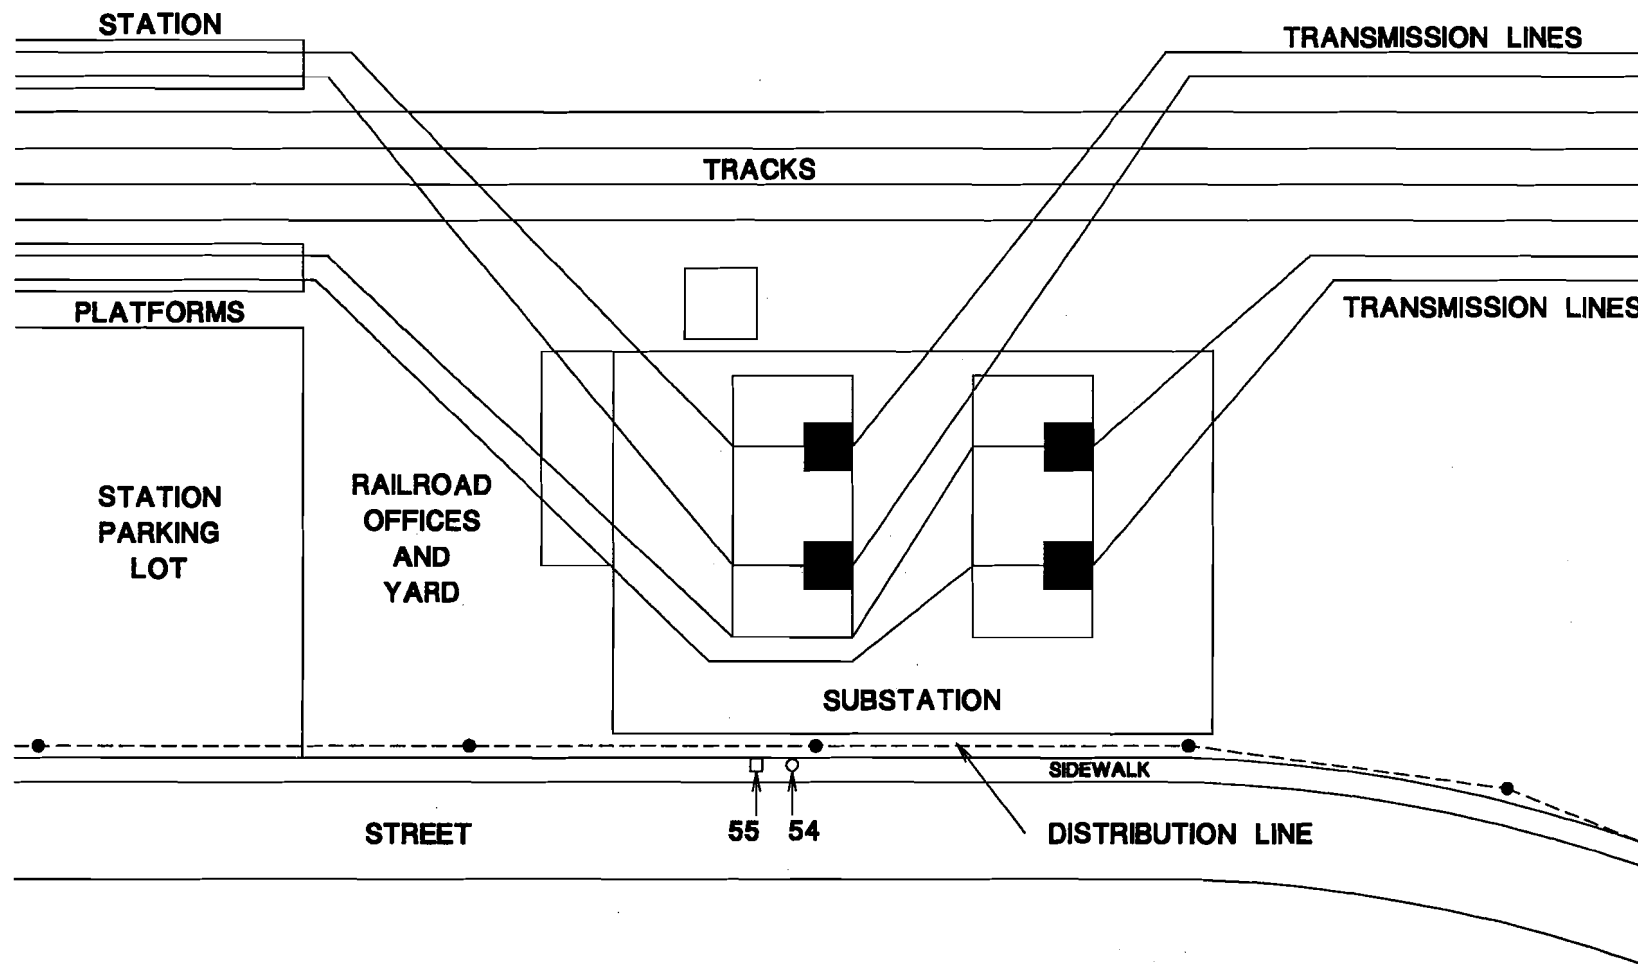 STATION
TRANSMISSION LINES
TRACKS
PLATFORMS
TRANSMISSION LINES
STATION
PARKING
LOT
RAILROAD
OFFICES
AND
YARD
SUBSTATION
SIDEWALK
STREET
55
54
DISTRIBUTION LINE